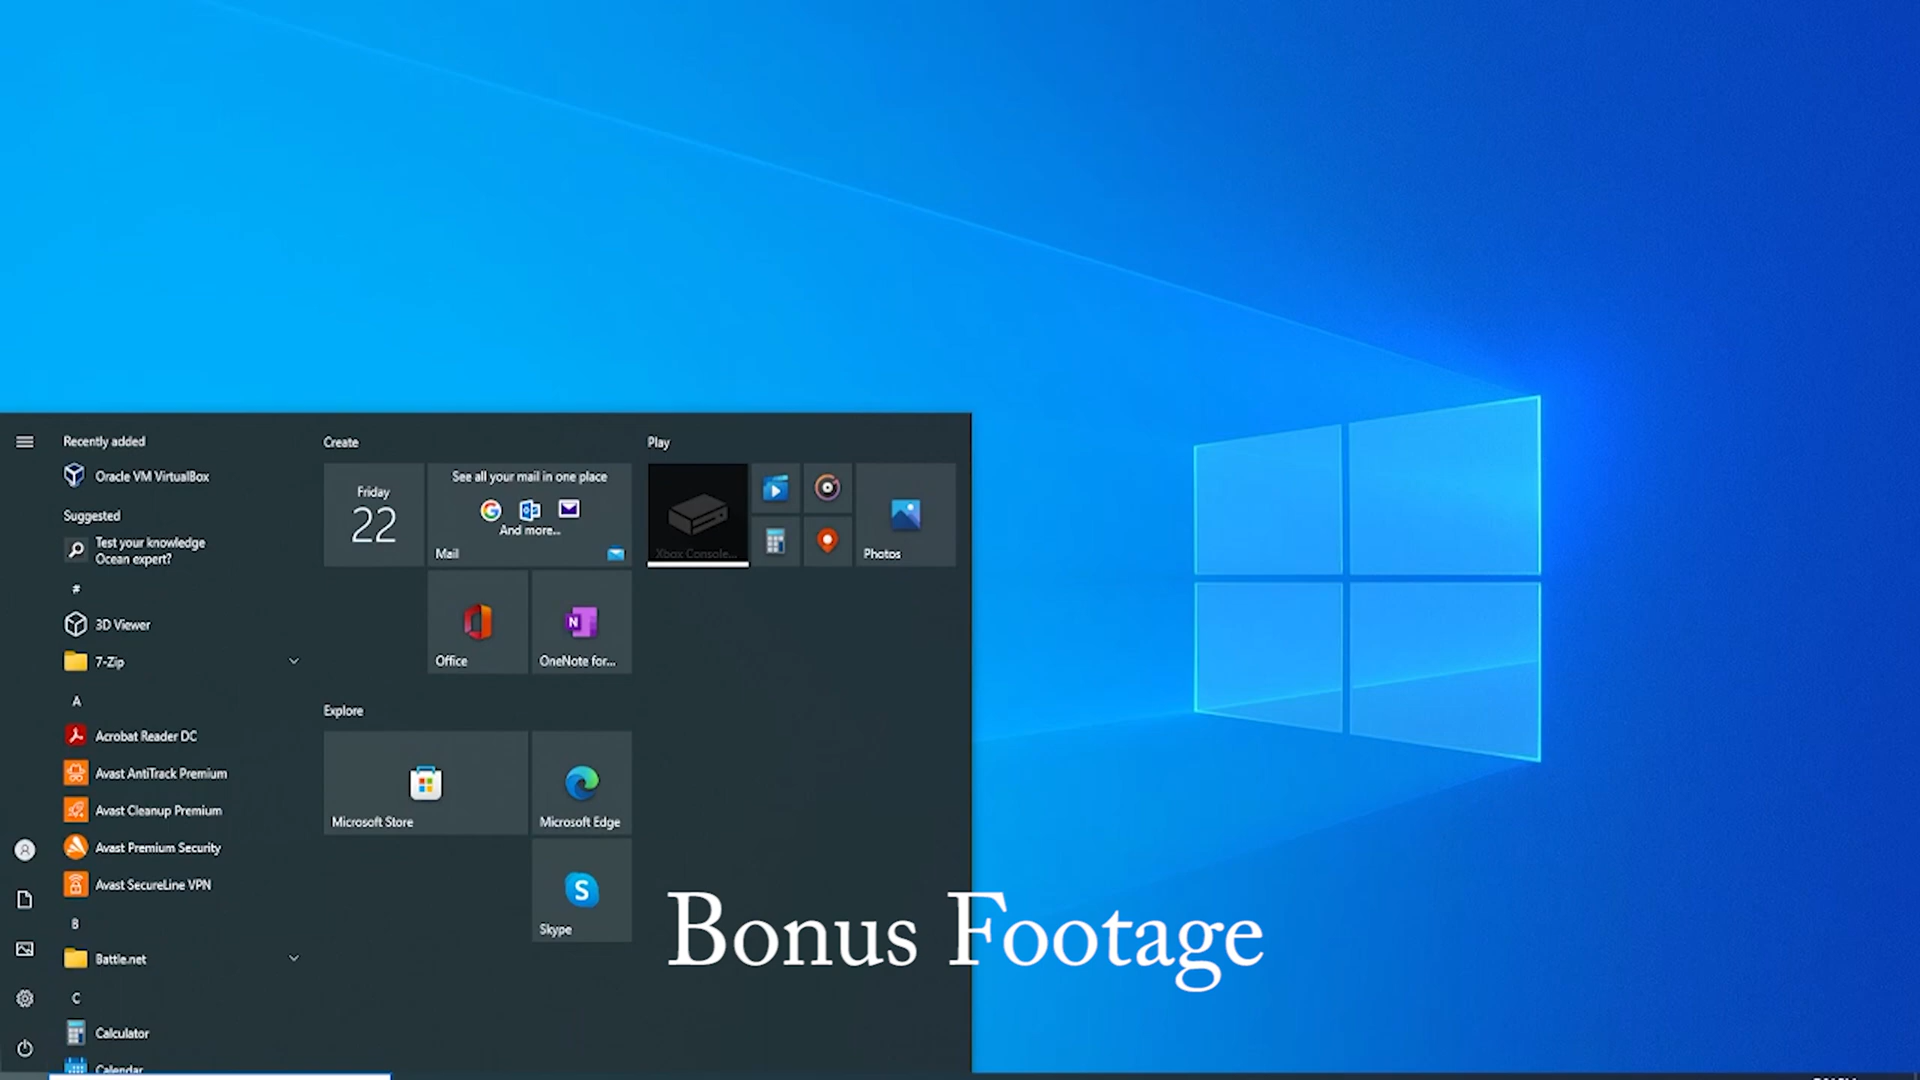 Recently added
Oracle VM VirtualBox
Suggested
Test your knowledge
Ocean expert?
#
3D Viewer
7-Zip
A
Acrobat Reader DC
Avast AntiTrack Premium
Avast Cleanup Premium
Avast Premium Security
Avast SecureLine VPN
B
Battle.net
C
Calculator
Calendar
Create
Friday
22
See all your mail in one place
And more...
Mail
Office
N
OneNote for...
Explore
Microsoft Store
Microsoft Edge
S
Skype
Play
Xbox Console...
Photos
Bonus Footage